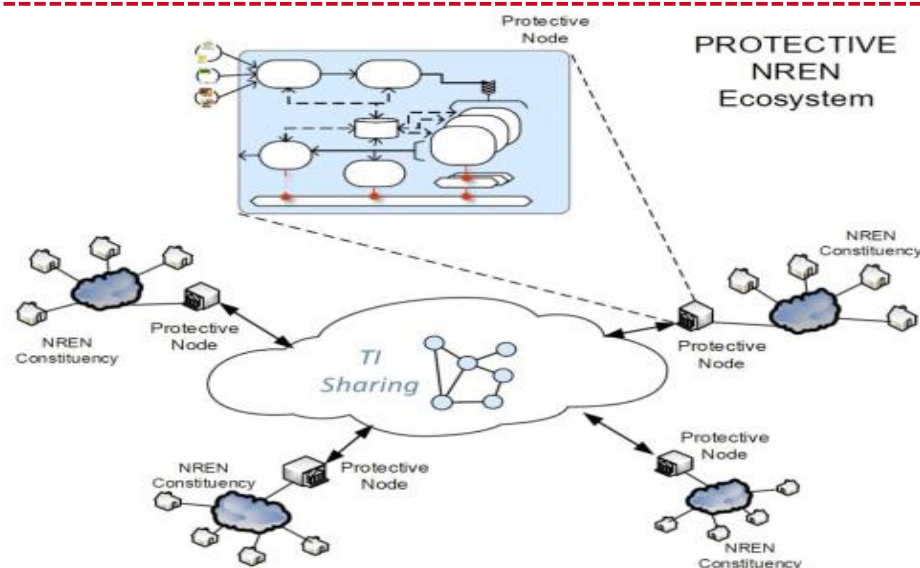 Protective
Node
PROTECTIVE
NREN
Ecosystem
NREN
Constituency
NREN
Constituency
Protective
Node
TI
Sharing
Protective
Node
NREN
Constituency
Protective
Node
Protective
Node
NREN
Constituency